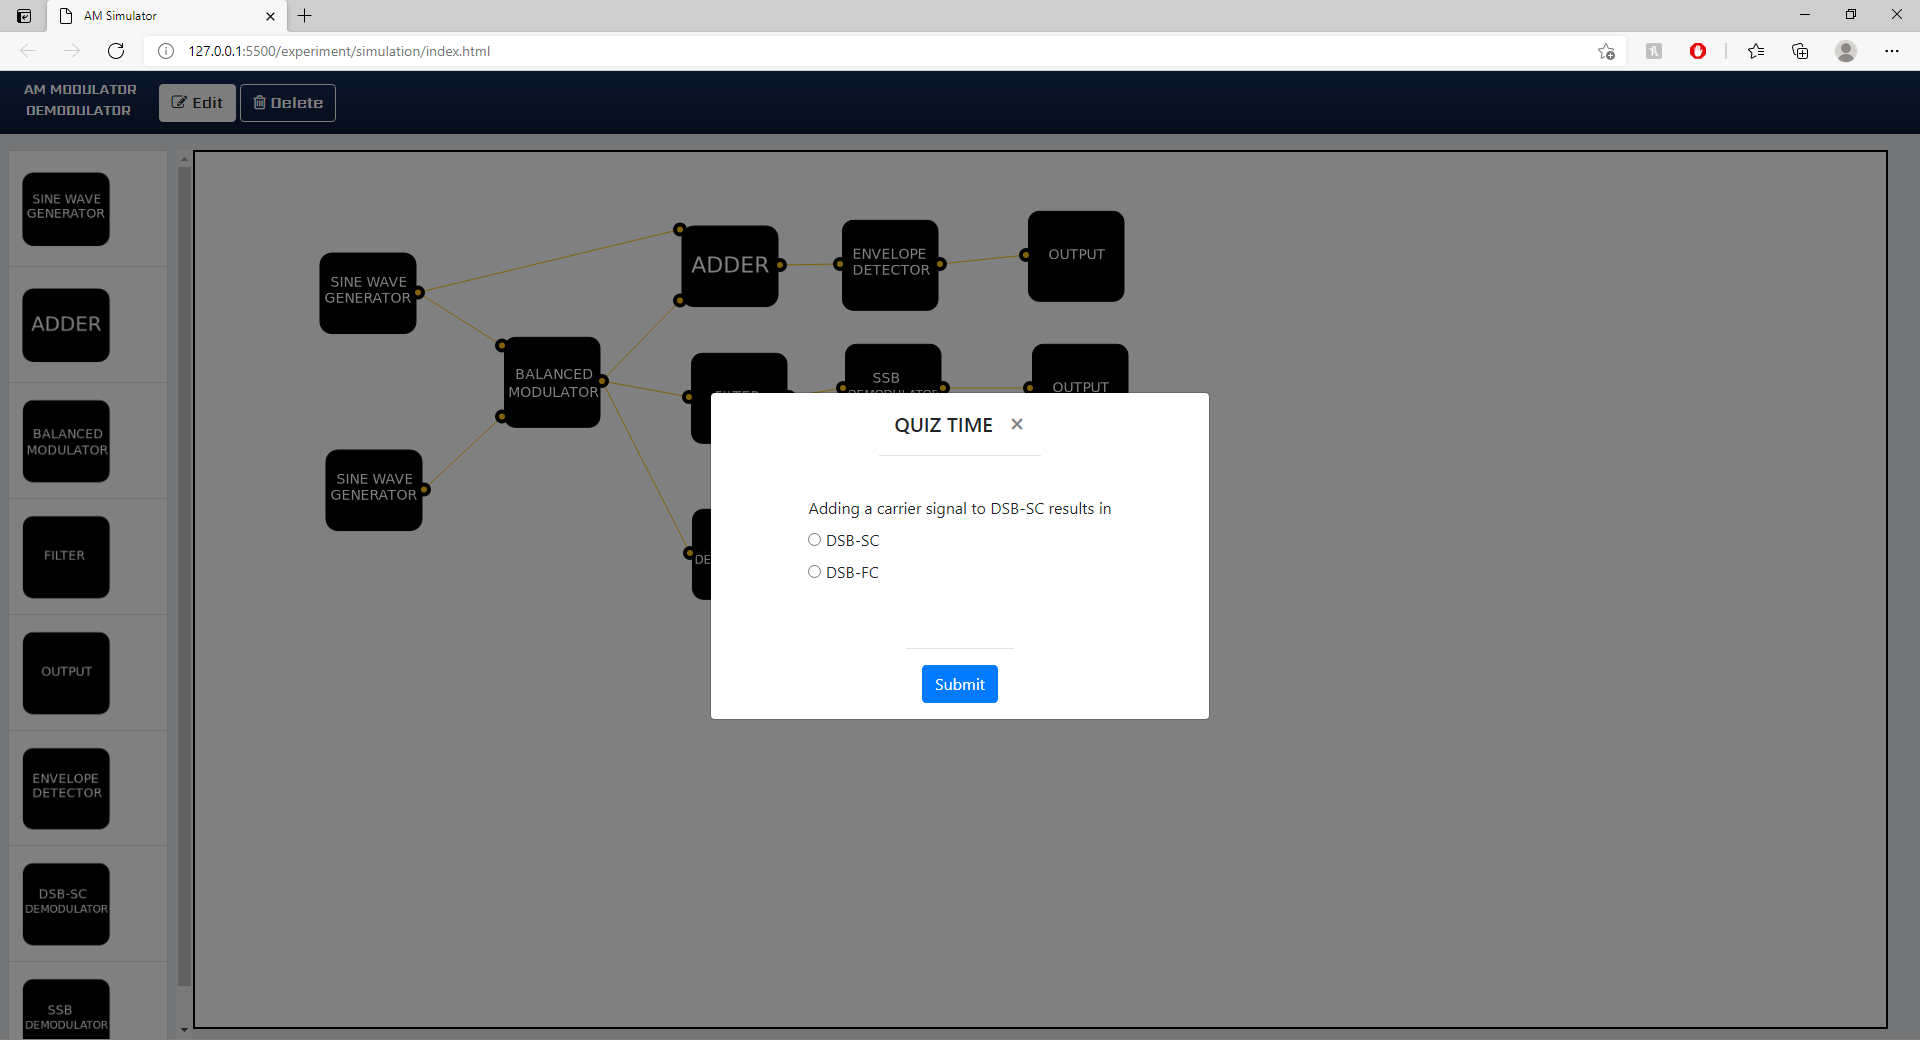 AM Simulator
127.0.0.1:5500/experiment/simulation/index.html
AM MODULATOR
DEMODULATOR
Edit
Delete
SINE WAVE
GENERATOR
ADDER
BALANCED
MODULATOR
FILTER
OUTPUT
ENVELOPE
DETECTOR
DSB-SC
DEMODULATOR
SSB
DEMODULATOR
SINE WAVE
GENERATOR
ADDER
ENVELOPE
DETECTOR
OUTPUT
BALANCED
MODULATOR
SSB
DEMODULATOR
OUTPUT
SINE WAVE
GENERATOR
DE
QUIZ TIME ×
Adding a carrier signal to DSB-SC results in
DSB-SC
DSB-FC
Submit